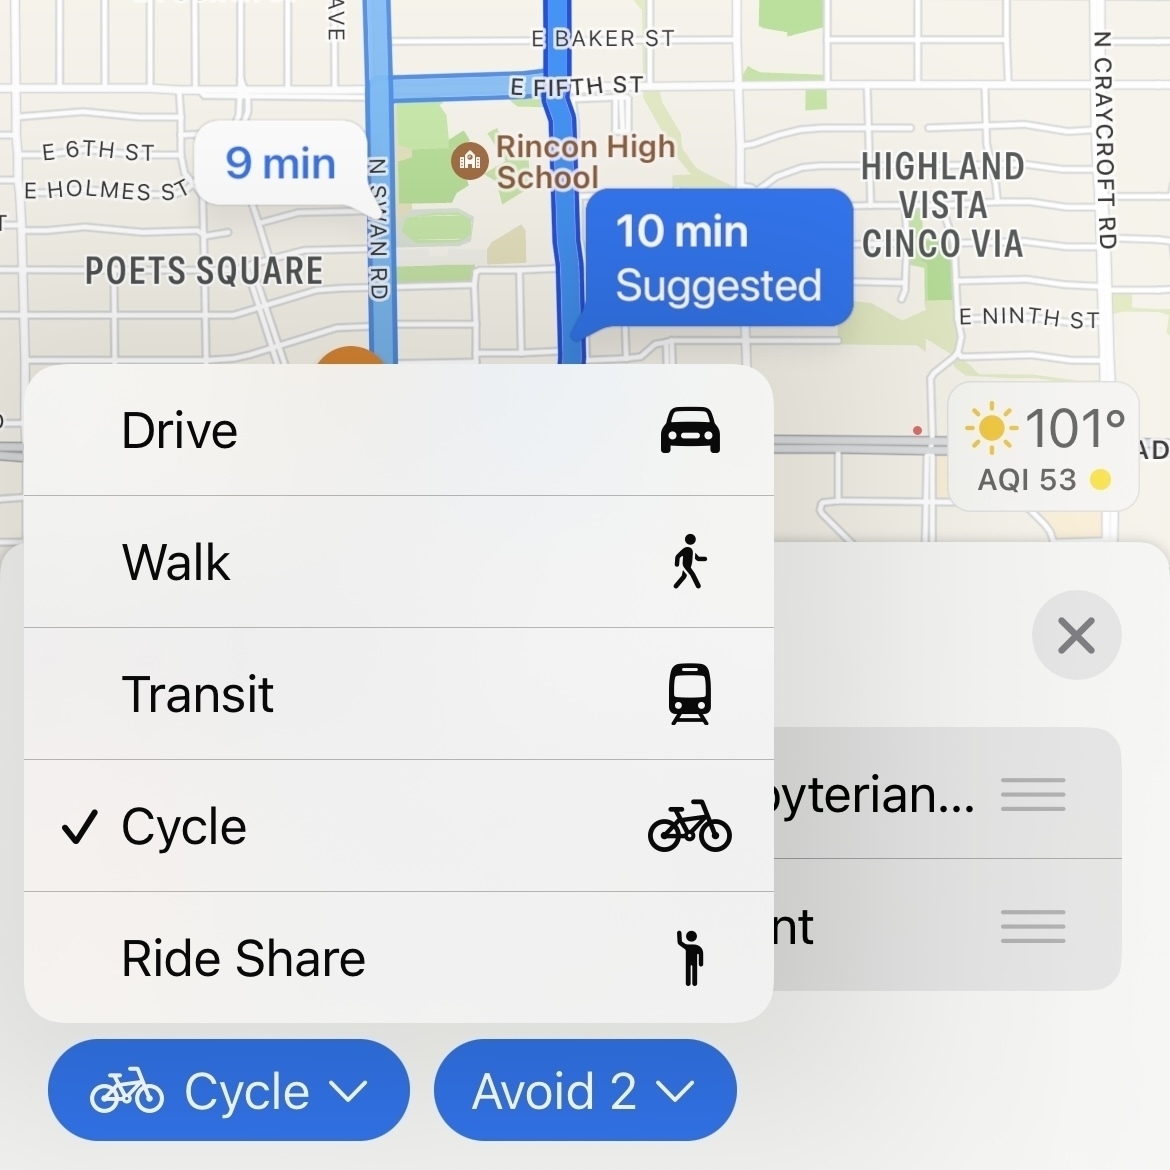 AVE
E BAKER ST
E FIFTH ST
N CRAYCROFT RD
E 6TH ST
9 min
N SWAN RD
Rincon High
School
HIGHLAND
VISTA
CINCO VIA
E HOLMES ST
10 min
Suggested
POETS SQUARE
E NINTH ST
Drive
101°
AQI 53
AD
Walk
Transit
Cycle
byterian...
Ride Share
nt
Cycle
Avoid 2